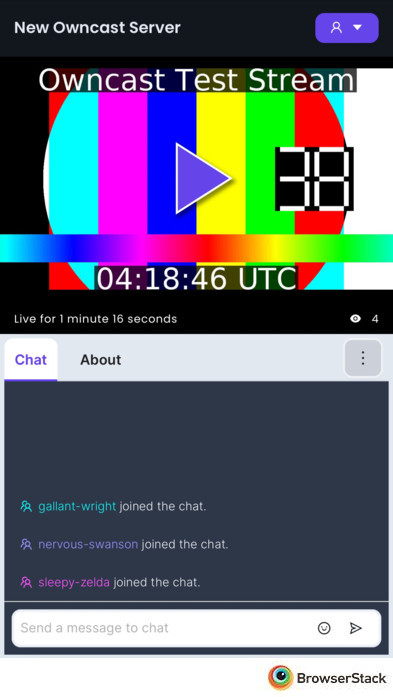 New Owncast Server
Owncast Test Stream
38
04:18:46 UTC
Live for 1 minute 16 seconds
4
Chat
About
gallant-wright joined the chat.
nervous-swanson joined the chat.
sleepy-zelda joined the chat.
Send a message to chat
BrowserStack